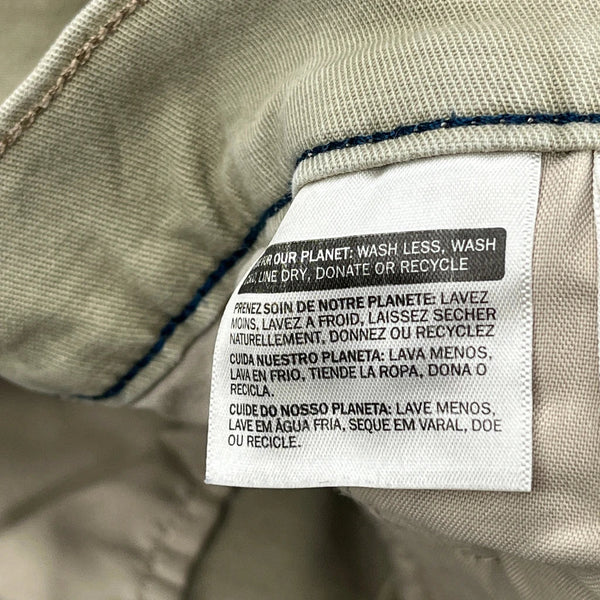 FOR OUR PLANET: WASH LESS, WASH
LINE DRY, DONATE OR RECYCLE
PRENEZ SOIN DE NOTRE PLANETE: LAVEZ
MOINS, LAVEZ A FROID, LAISSEZ SECHER
NATURELLEMENT, DONNEZ OU RECYCLEZ
CUIDA NUESTRO PLANETA: LAVA MENOS,
LAVA EN FRIO, TIENDE LA ROPA, DONA O
RECICLA.
CUIDE DO NOSSO PLANETA: LAVE MENOS,
LAVE EM ÁGUA FRIA, SEQUE EM VARAL, DOE
OU RECICLE.